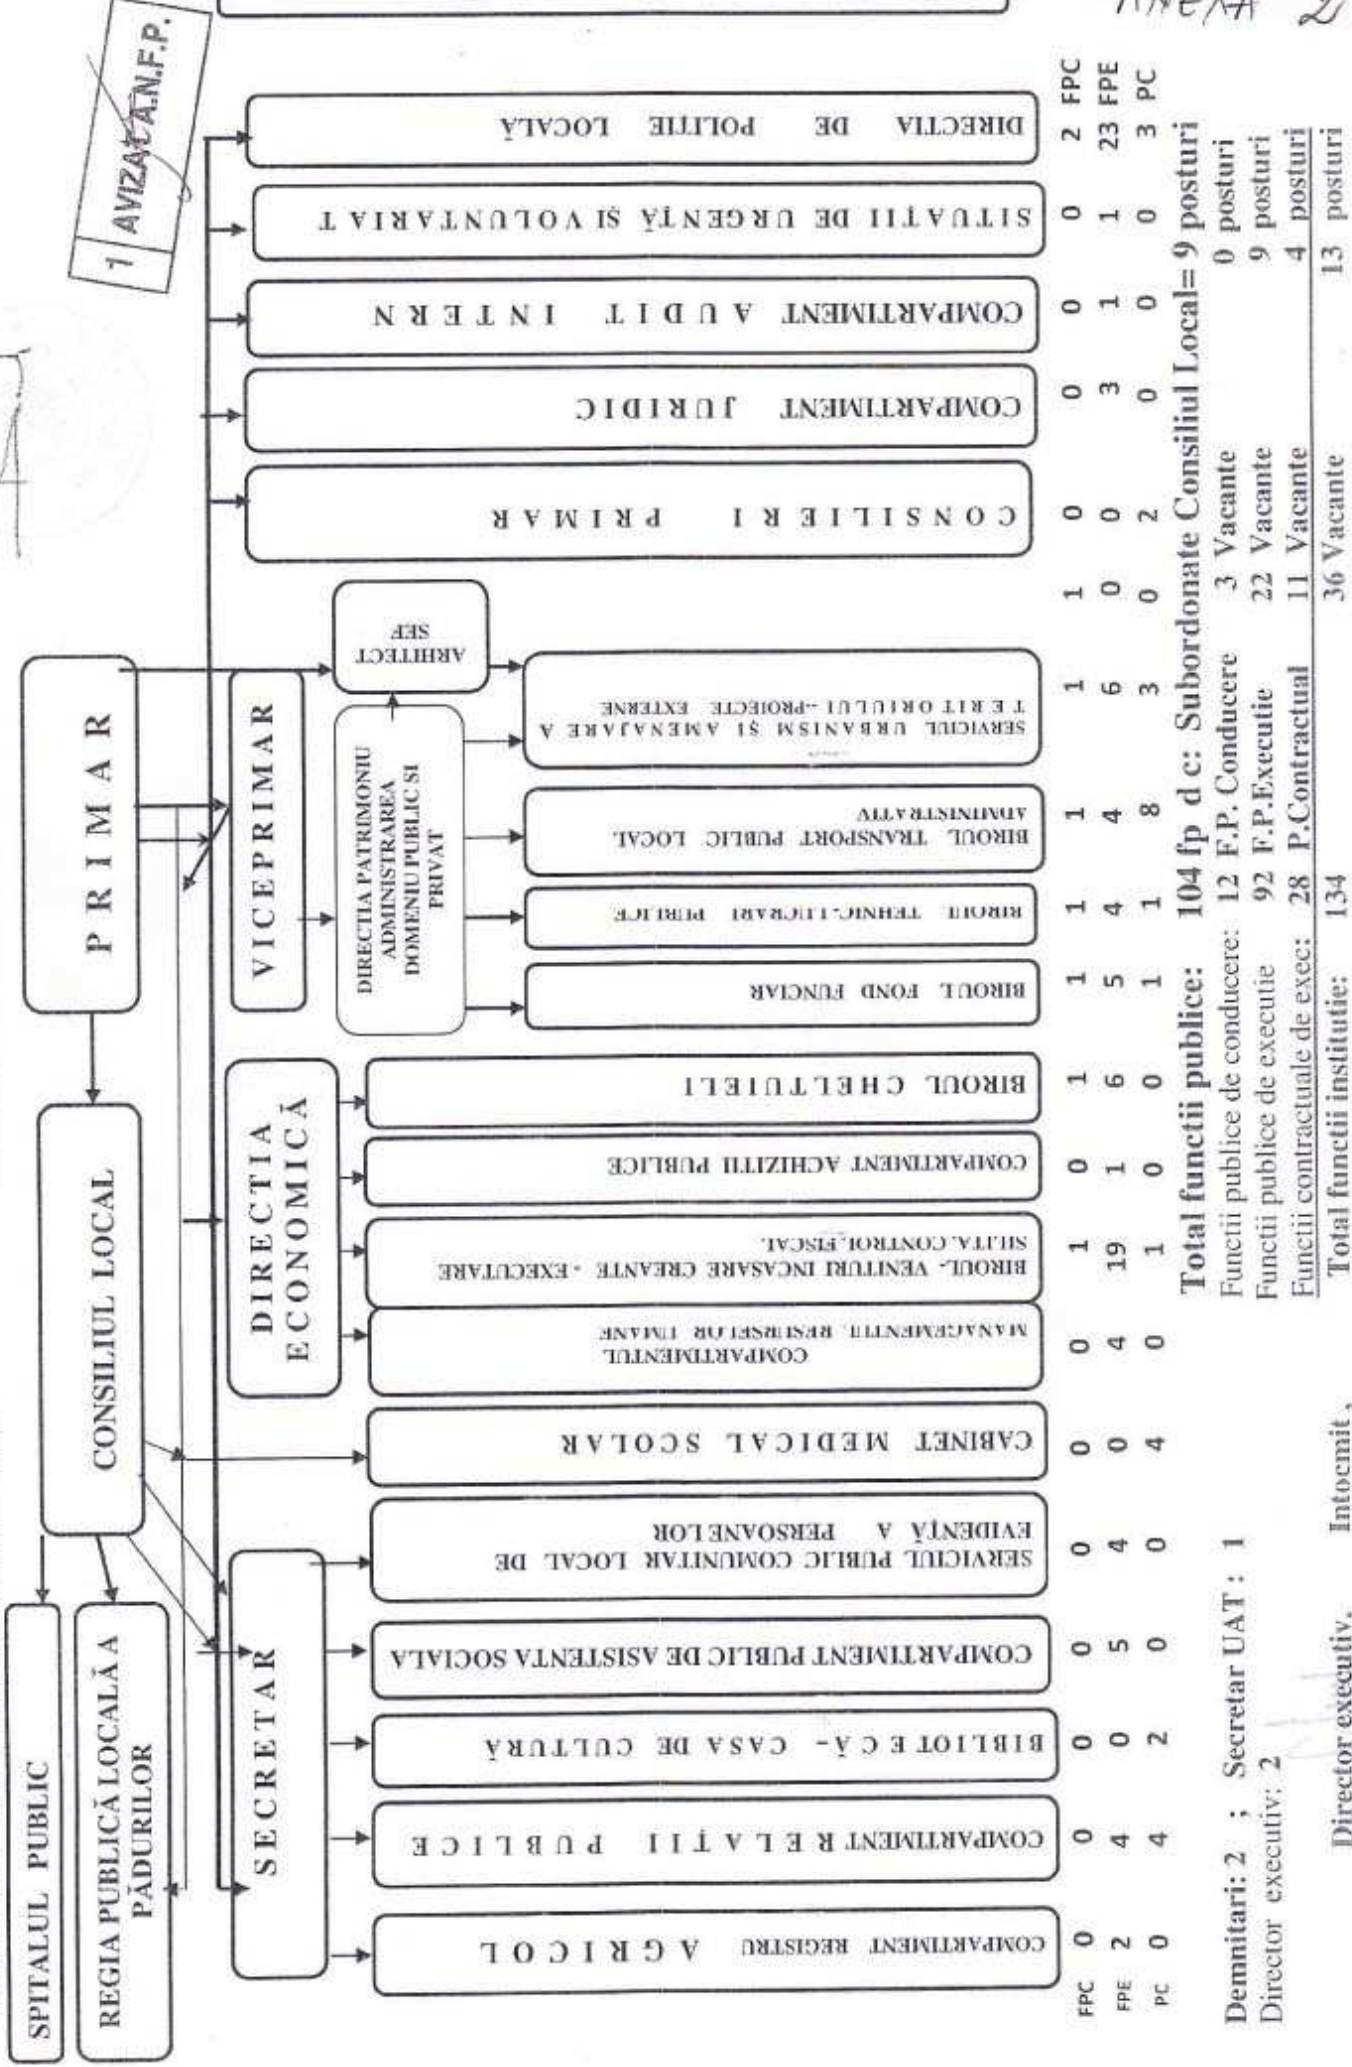 ANEXA 2
1 AVIZAT A.N.F.P.
PRIMAR
CONSILIUL LOCAL
SPITALUL PUBLIC
REGIA PUBLICĂ LOCALĂ A
PĂDURILOR
SECRETAR
DIRECTIA
ECONOMICĂ
VICEPRIMAR
DIRECTIA PATRIMONIU
ADMINISTRAREA
DOMENIU PUBLIC SI
PRIVAT
ARHITECT
SEF
COMPARTIMENT REGISTRU AGRICOL
COMPARTIMENT RELAȚII PUBLICE
BIBLIOTECĂ - CASA DE CULTURĂ
COMPARTIMENT PUBLIC DE ASISTENTA SOCIALA
SERVICIUL PUBLIC COMUNITAR LOCAL DE
EVIDENȚĂ A PERSOANELOR
CABINET MEDICAL SCOLAR
COMPARTIMENTUL
MANAGEMENTUL RESURSELOR UMANE
BIROUL- VENITURI INCASARE CREANTE - EXECUTARE
SILITA, CONTROL FISCAL
COMPARTIMENT ACHIZITII PUBLICE
BIROUL CHELTUIELI
BIROUL FOND FUNCIAR
BIROUL TEHNIC-LUCRARI PUBLICE
BIROUL TRANSPORT PUBLIC LOCAL
ADMINISTRATIV
SERVICIUL URBANISM ȘI AMENAJARE A
TERITORIULUI -PROIECTE EXTERNE
CONSILIERI PRIMAR
COMPARTIMENT JURIDIC
COMPARTIMENT AUDIT INTERN
SITUAȚII DE URGENȚĂ ȘI VOLUNTARIAT
DIRECTIA DE POLITIE LOCALĂ
FPC 0 0 0 0 0 0 0 1 0 1 1 1 1 1 1 0 0 0 0 2 FPC
FPE 2 4 0 5 4 0 4 19 1 6 5 4 4 6 0 0 3 1 1 23 FPE
PC 0 4 2 0 0 4 0 1 0 0 1 1 8 3 0 2 0 0 0 3 PC
Total functii publice: 104 fp d c: Subordonate Consiliul Local= 9 posturi
Functii publice de conducere: 12 F.P. Conducere 3 Vacante 0 posturi
Functii publice de executie 92 F.P.Executie 22 Vacante 9 posturi
Functii contractuale de exec: 28 P.Contractual 11 Vacante 4 posturi
Total functii institutie: 134 36 Vacante 13 posturi
Demnitari: 2 ; Secretar UAT : 1
Director executiv: 2
Director executiv, Intocmit ,